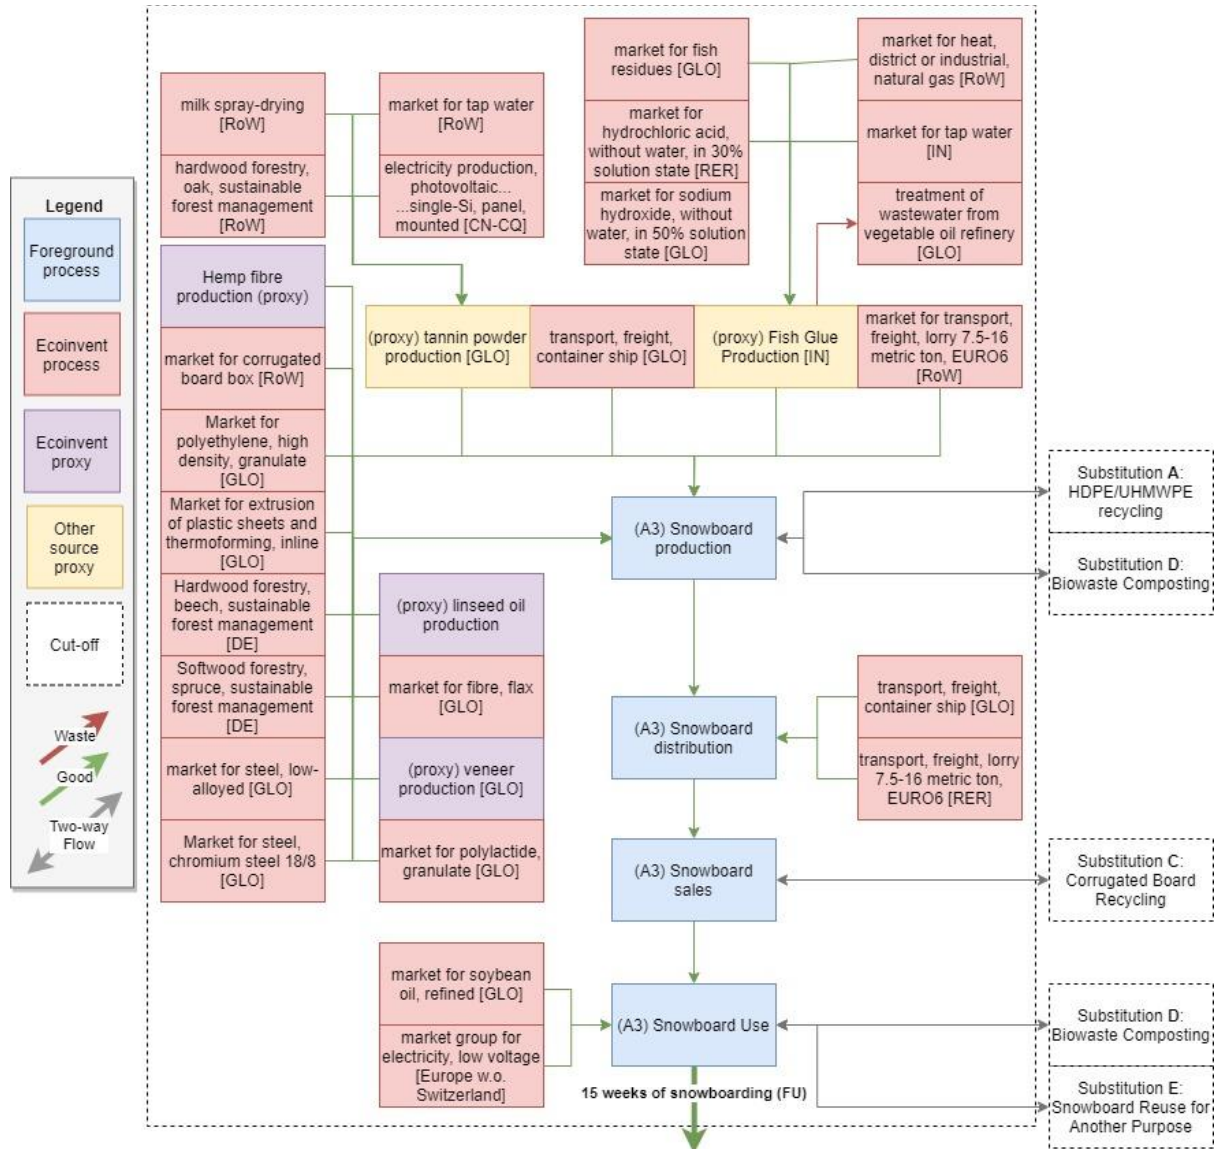 Legend
Foreground
process
Ecoinvent
process
Ecoinvent
proxy
Other
source
proxy
Cut-off
Waste
Good
Two-way
Flow
milk spray-drying
[RoW]
hardwood forestry,
oak, sustainable
forest management
[RoW]
market for tap water
[RoW]
electricity production,
photovoltaic...
...single-Si, panel,
mounted [CN-CQ]
market for fish
residues [GLO]
market for
hydrochloric acid,
without water, in 30%
solution state [RER]
market for sodium
hydroxide, without
water, in 50% solution
state [GLO]
market for heat,
district or industrial,
natural gas [RoW]
market for tap water
[IN]
treatment of
wastewater from
vegetable oil refinery
[GLO]
Hemp fibre
production (proxy)
market for corrugated
board box [RoW]
Market for
polyethylene, high
density, granulate
[GLO]
Market for extrusion
of plastic sheets and
thermoforming, inline
[GLO]
Hardwood forestry,
beech, sustainable
forest management
[DE]
Softwood forestry,
spruce, sustainable
forest management
[DE]
market for steel, low-
alloyed [GLO]
Market for steel,
chromium steel 18/8
[GLO]
(proxy) tannin powder
production [GLO]
transport, freight,
container ship [GLO]
(proxy) Fish Glue
Production [IN]
market for transport,
freight, lorry 7.5-16
metric ton, EURO6
[RoW]
(proxy) linseed oil
production
market for fibre, flax
[GLO]
(proxy) veneer
production [GLO]
market for polylactide,
granulate [GLO]
(A3) Snowboard
production
Substitution A:
HDPE/UHMWPE
recycling
Substitution D:
Biowaste Composting
(A3) Snowboard
distribution
transport, freight,
container ship [GLO]
transport, freight, lorry
7.5-16 metric ton,
EURO6 [RER]
(A3) Snowboard
sales
Substitution C:
Corrugated Board
Recycling
market for soybean
oil, refined [GLO]
market group for
electricity, low voltage
[Europe w.o.
Switzerland]
(A3) Snowboard Use
Substitution D:
Biowaste Composting
Substitution E:
Snowboard Reuse for
Another Purpose
15 weeks of snowboarding (FU)